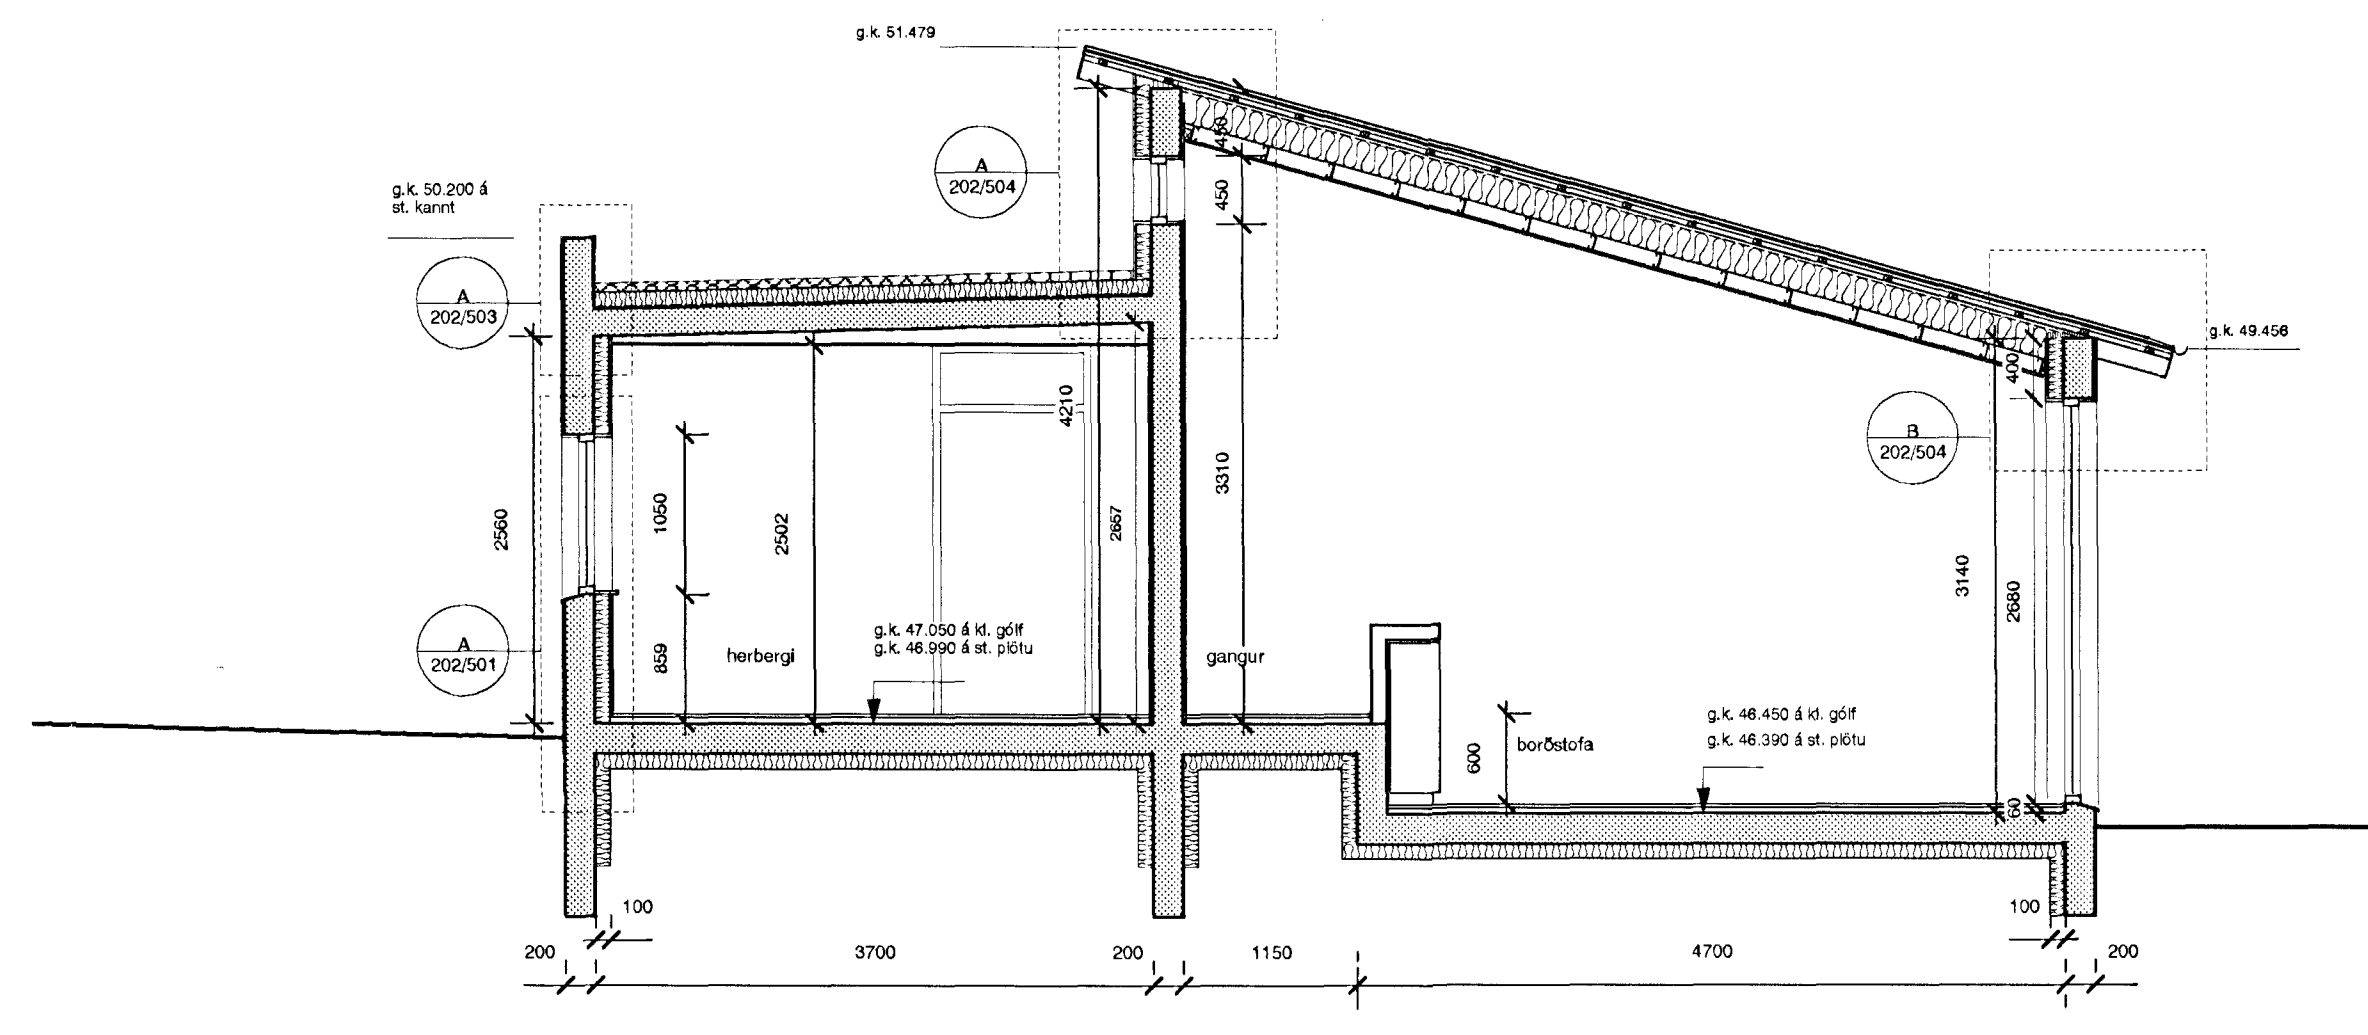 g.k. 51.479
A
202/504
450
450
g.k. 50.200 á
st. kannt
A
202/503
g.k. 49.456
400
B
202/504
4210
3310
2560
1050
2502
2657
3140
2680
859
herbergi
g.k. 47.050 á kl. gólf
g.k. 46.990 á st. plötu
gangur
A
202/501
600
borðstofa
g.k. 46.450 á kl. gólf
g.k. 46.390 á st. plötu
60
100
100
200
3700
200
1150
4700
200